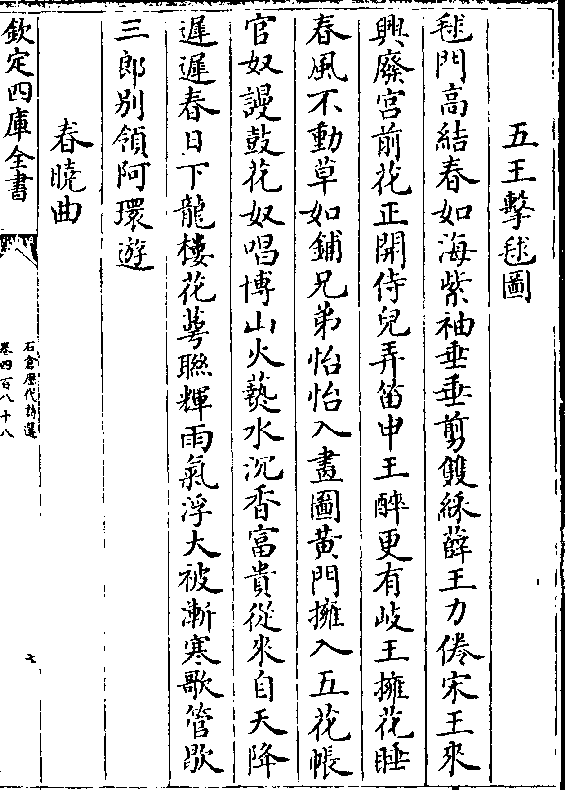 五王擊毬圖
毬門高結春如海紫袖垂垂剪雙綵薛王力倦宋王來
興廢宮前花正開侍兒弄笛申王醉更有岐王擁花睡
春風不動草如鋪兄弟怡怡入畫圖黃門擁入五花帳
官奴謾鼓花奴唱博山火爇水沉香富貴從來自天降
遲遲春日下龍樓花萼聯輝雨氣浮大被漸寒歌管歇
三郎別領阿環遊
春曉曲
欽定四庫全書
石倉歷代詩選
卷四百八十八
七